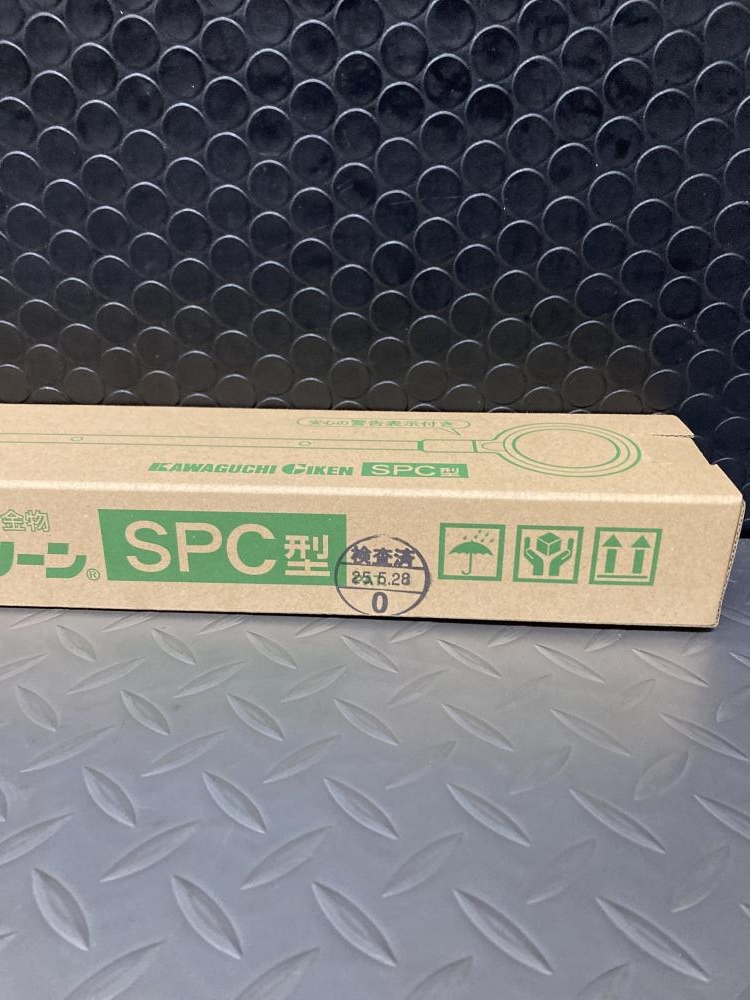 安心の警告表示付き
KAWAGUCHI GIKEN SPC型
金物
リーン® SPC型
検査済
25.5.28
0